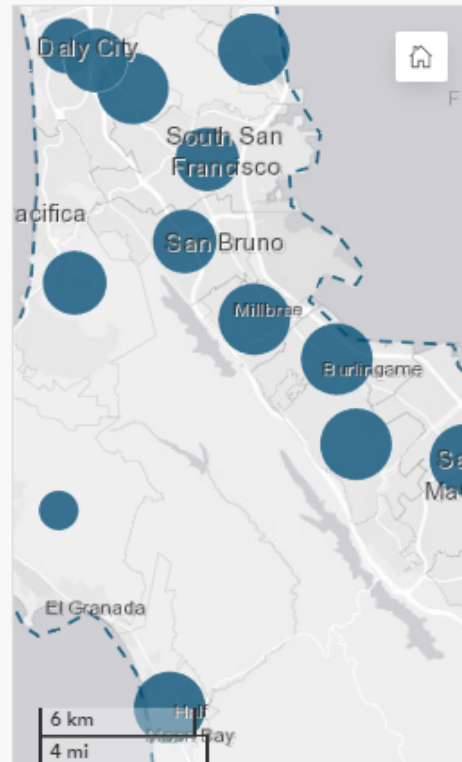 Daly City
F
South San
Francisco
acifica
San Bruno
Millbrae
Burlingame
Sa
Ma
El Granada
Half
Moon Bay
6 km
4 mi